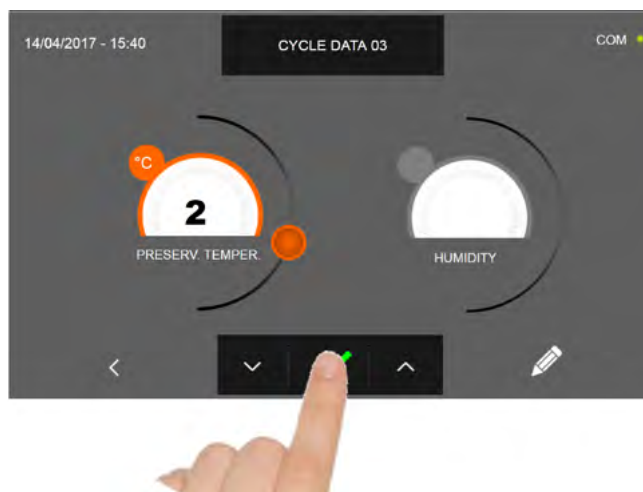 14/04/2017 - 15:40
CYCLE DATA 03
COM
°C
2
PRESERV. TEMPER.
HUMIDITY